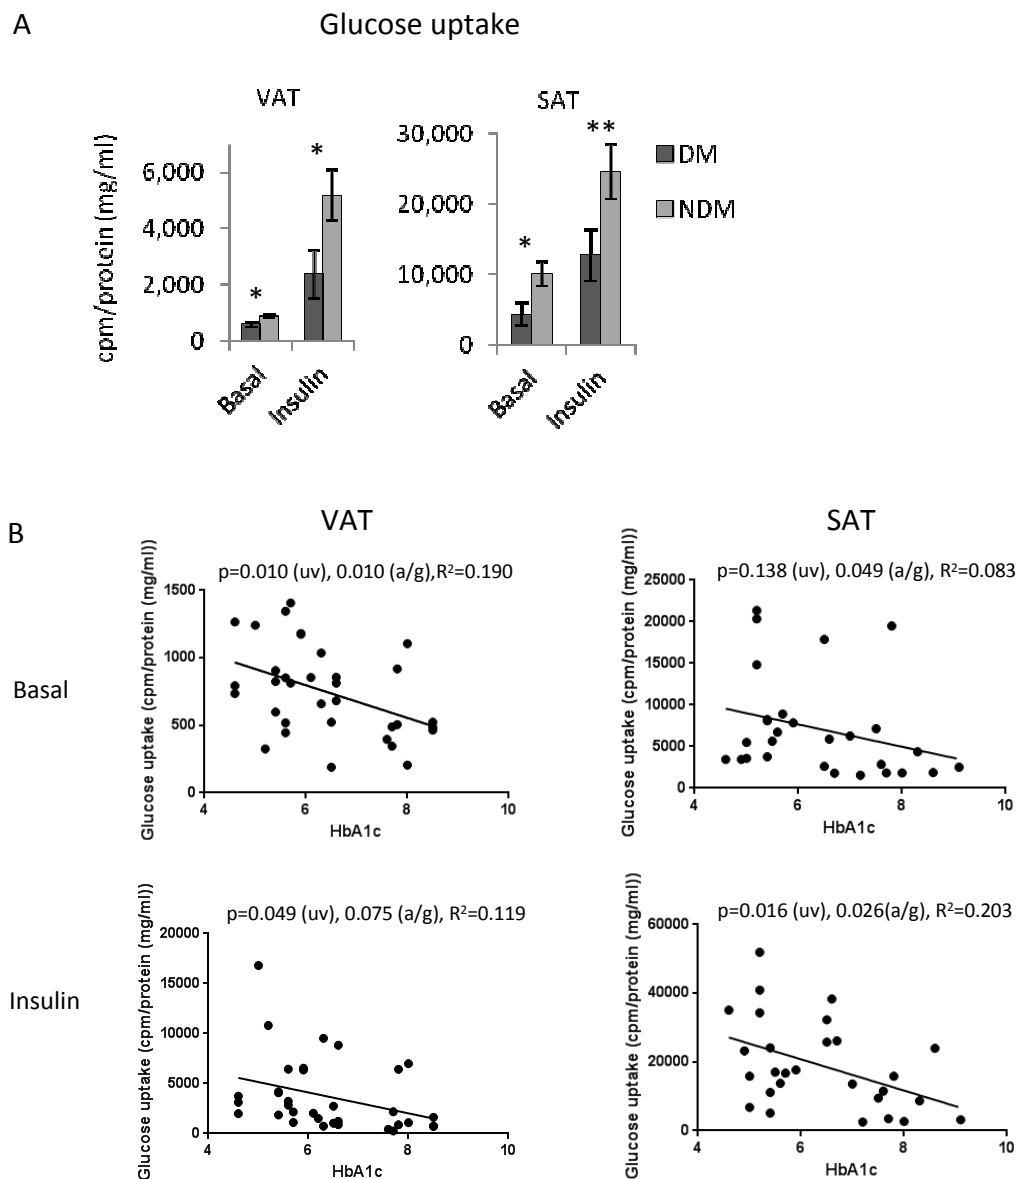 A
Glucose uptake
VAT
cpm/protein (mg/ml)
6,000
4,000
2,000
0
*
*
Basal
Insulin
SAT
30,000
20,000
10,000
0
*
**
Basal
Insulin
DM
NDM
B
VAT
SAT
Basal
p=0.010 (uv), 0.010 (a/g),R²=0.190
Glucose uptake (cpm/protein (mg/ml))
1500
1000
500
0
4 6 8 10
HbA1c
p=0.138 (uv), 0.049 (a/g), R²=0.083
Glucose uptake (cpm/protein (mg/ml))
25000
20000
15000
10000
5000
0
4 6 8 10
HbA1c
Insulin
p=0.049 (uv), 0.075 (a/g), R²=0.119
Glucose uptake (cpm/protein (mg/ml))
20000
15000
10000
5000
0
4 6 8 10
HbA1c
p=0.016 (uv), 0.026(a/g), R²=0.203
Glucose uptake (cpm/protein (mg/ml))
60000
40000
20000
0
4 6 8 10
HbA1c